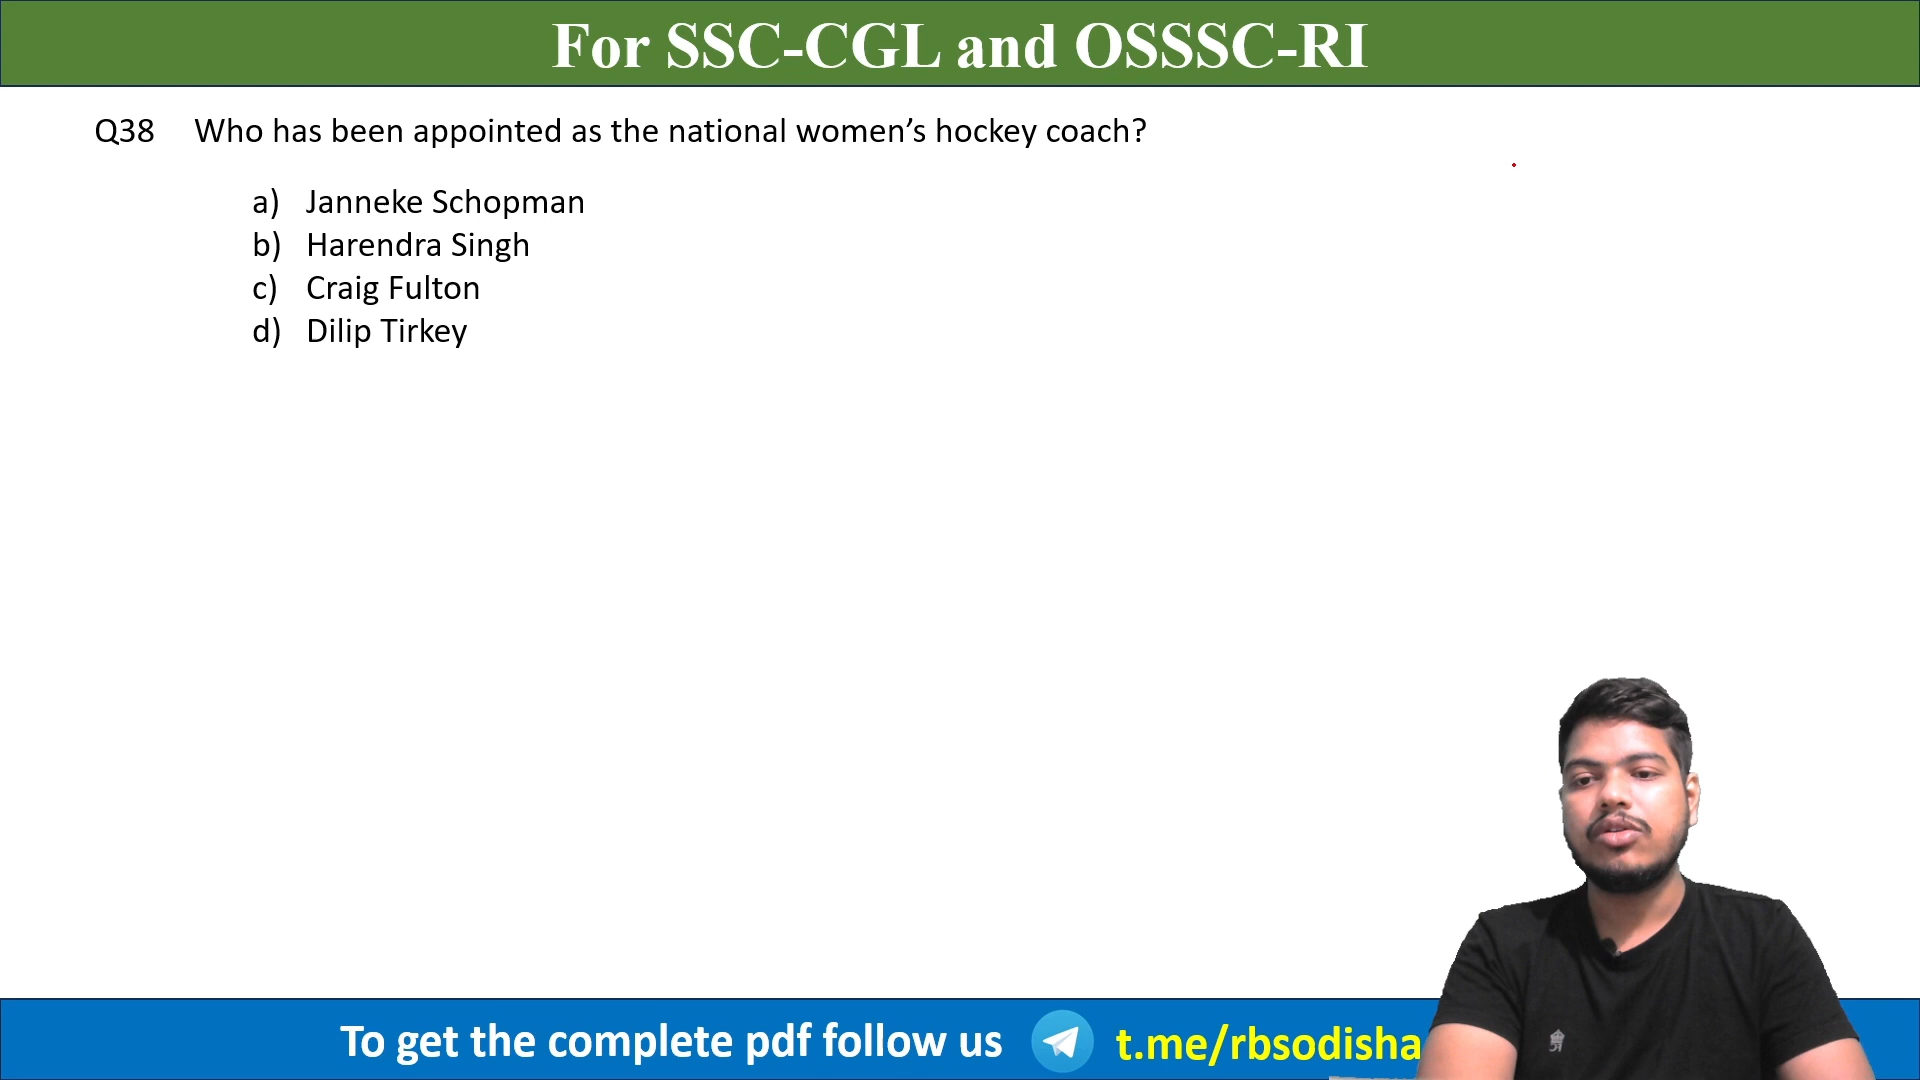 For SSC-CGL and OSSSC-RI
Q38 Who has been appointed as the national women’s hockey coach?
a) Janneke Schopman
b) Harendra Singh
c) Craig Fulton
d) Dilip Tirkey
To get the complete pdf follow us t.me/rbsodisha